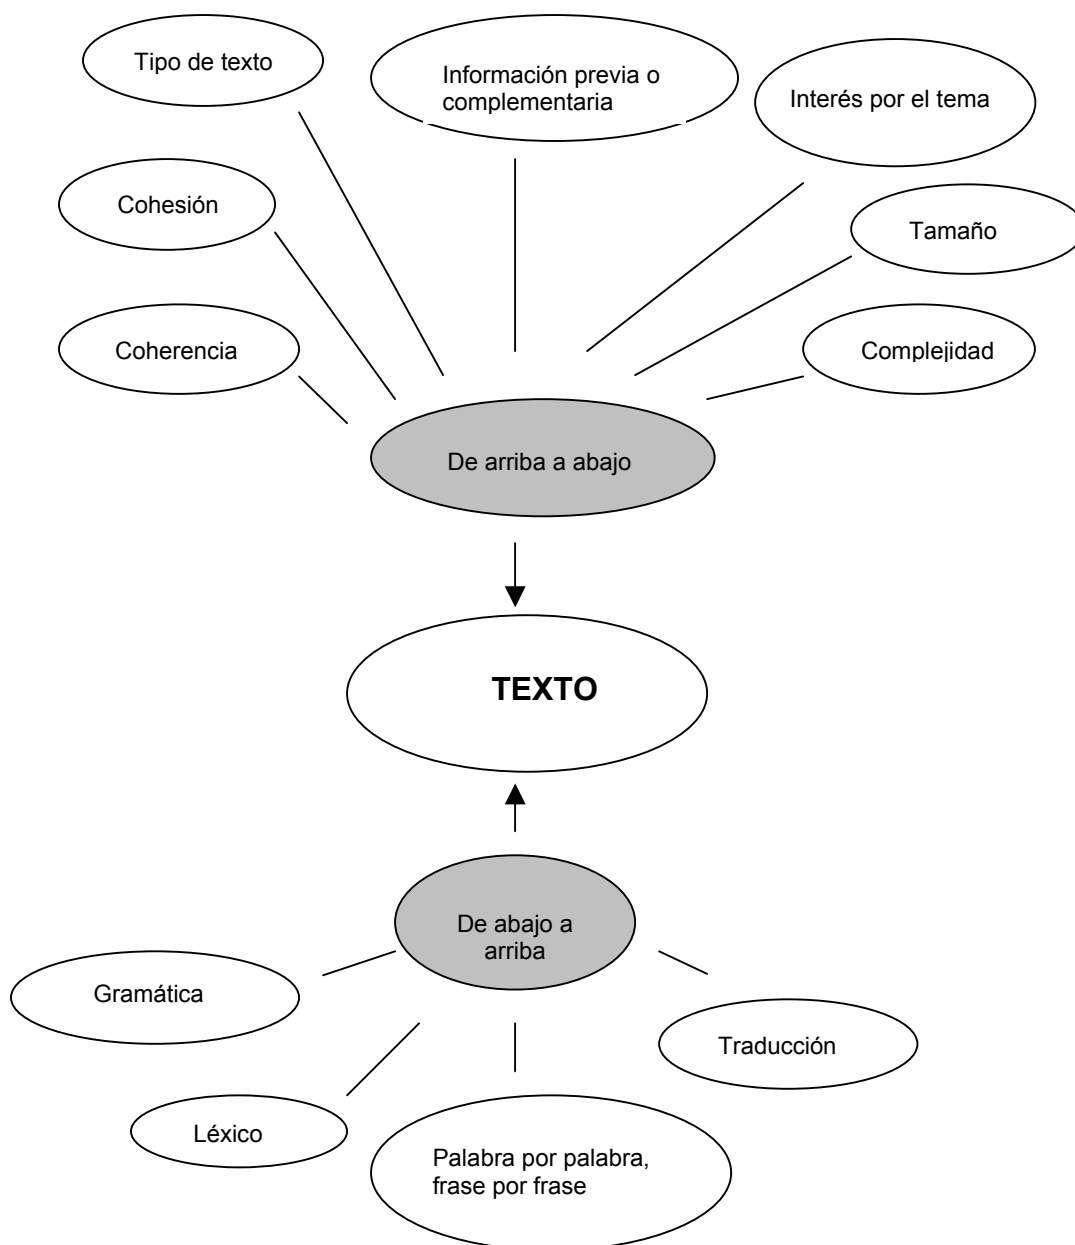 Tipo de texto
Información previa o
complementaria
Interés por el tema
Cohesión
Tamaño
Coherencia
Complejidad
De arriba a abajo
TEXTO
De abajo a
arriba
Gramática
Traducción
Léxico
Palabra por palabra,
frase por frase